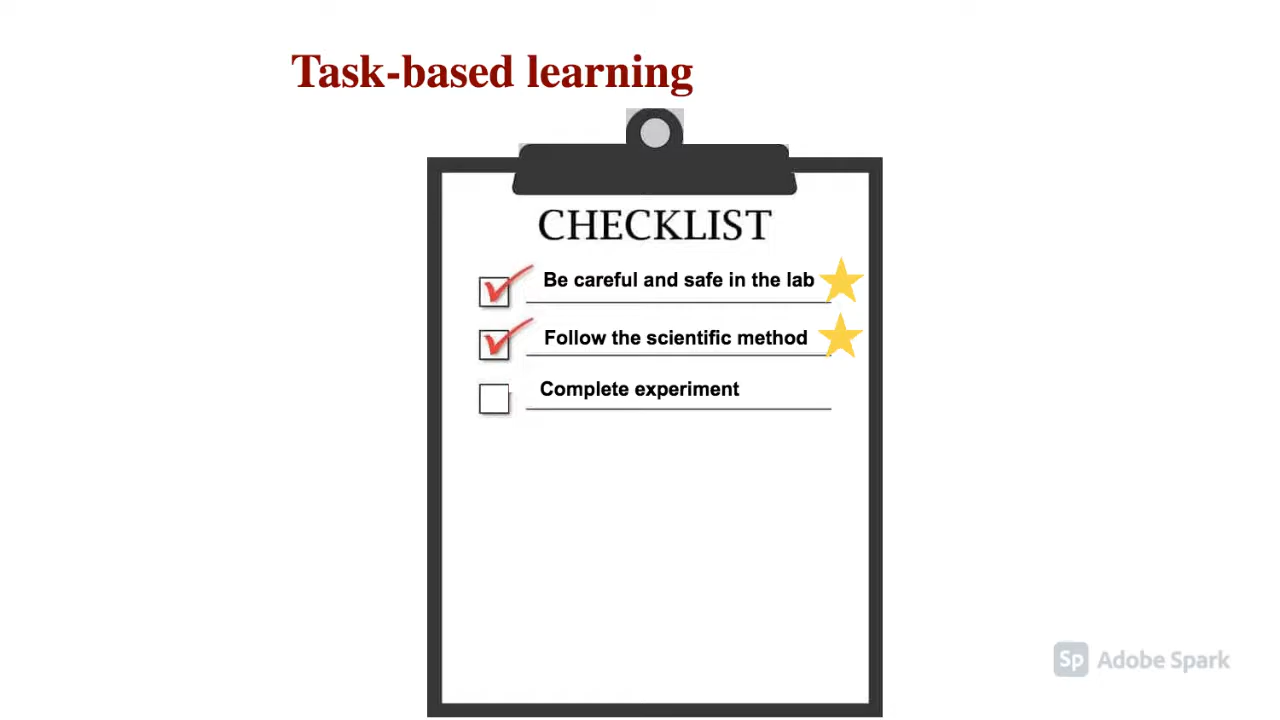 Task-based learning
CHECKLIST
Be careful and safe in the lab
Follow the scientific method
Complete experiment
Sp Adobe Spark